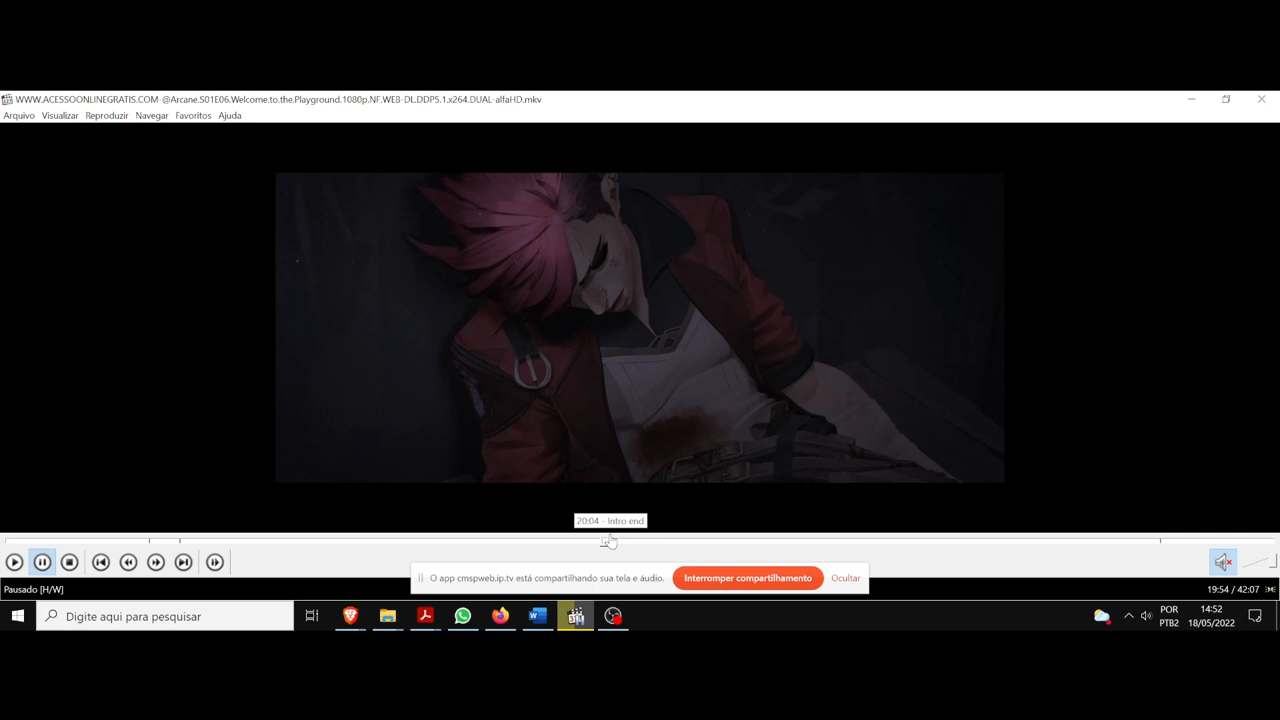 WWW.ACESSOONLINEGRATIS.COM-@Arcane.S01E06.Welcome.to.the.Playground.1080p.NF.WEB-DL.DDP5.1.x264.DUAL-alfaHD.mkv
Arquivo Visualizar Reproduzir Navegar Favoritos Ajuda
20:04 - Intro end
O app cmspweb.ip.tv está compartilhando sua tela e áudio. Interromper compartilhamento Ocultar
Pausado [H/W] 19:54 / 42:07
Digite aqui para pesquisar
POR
PTB2
14:52
18/05/2022